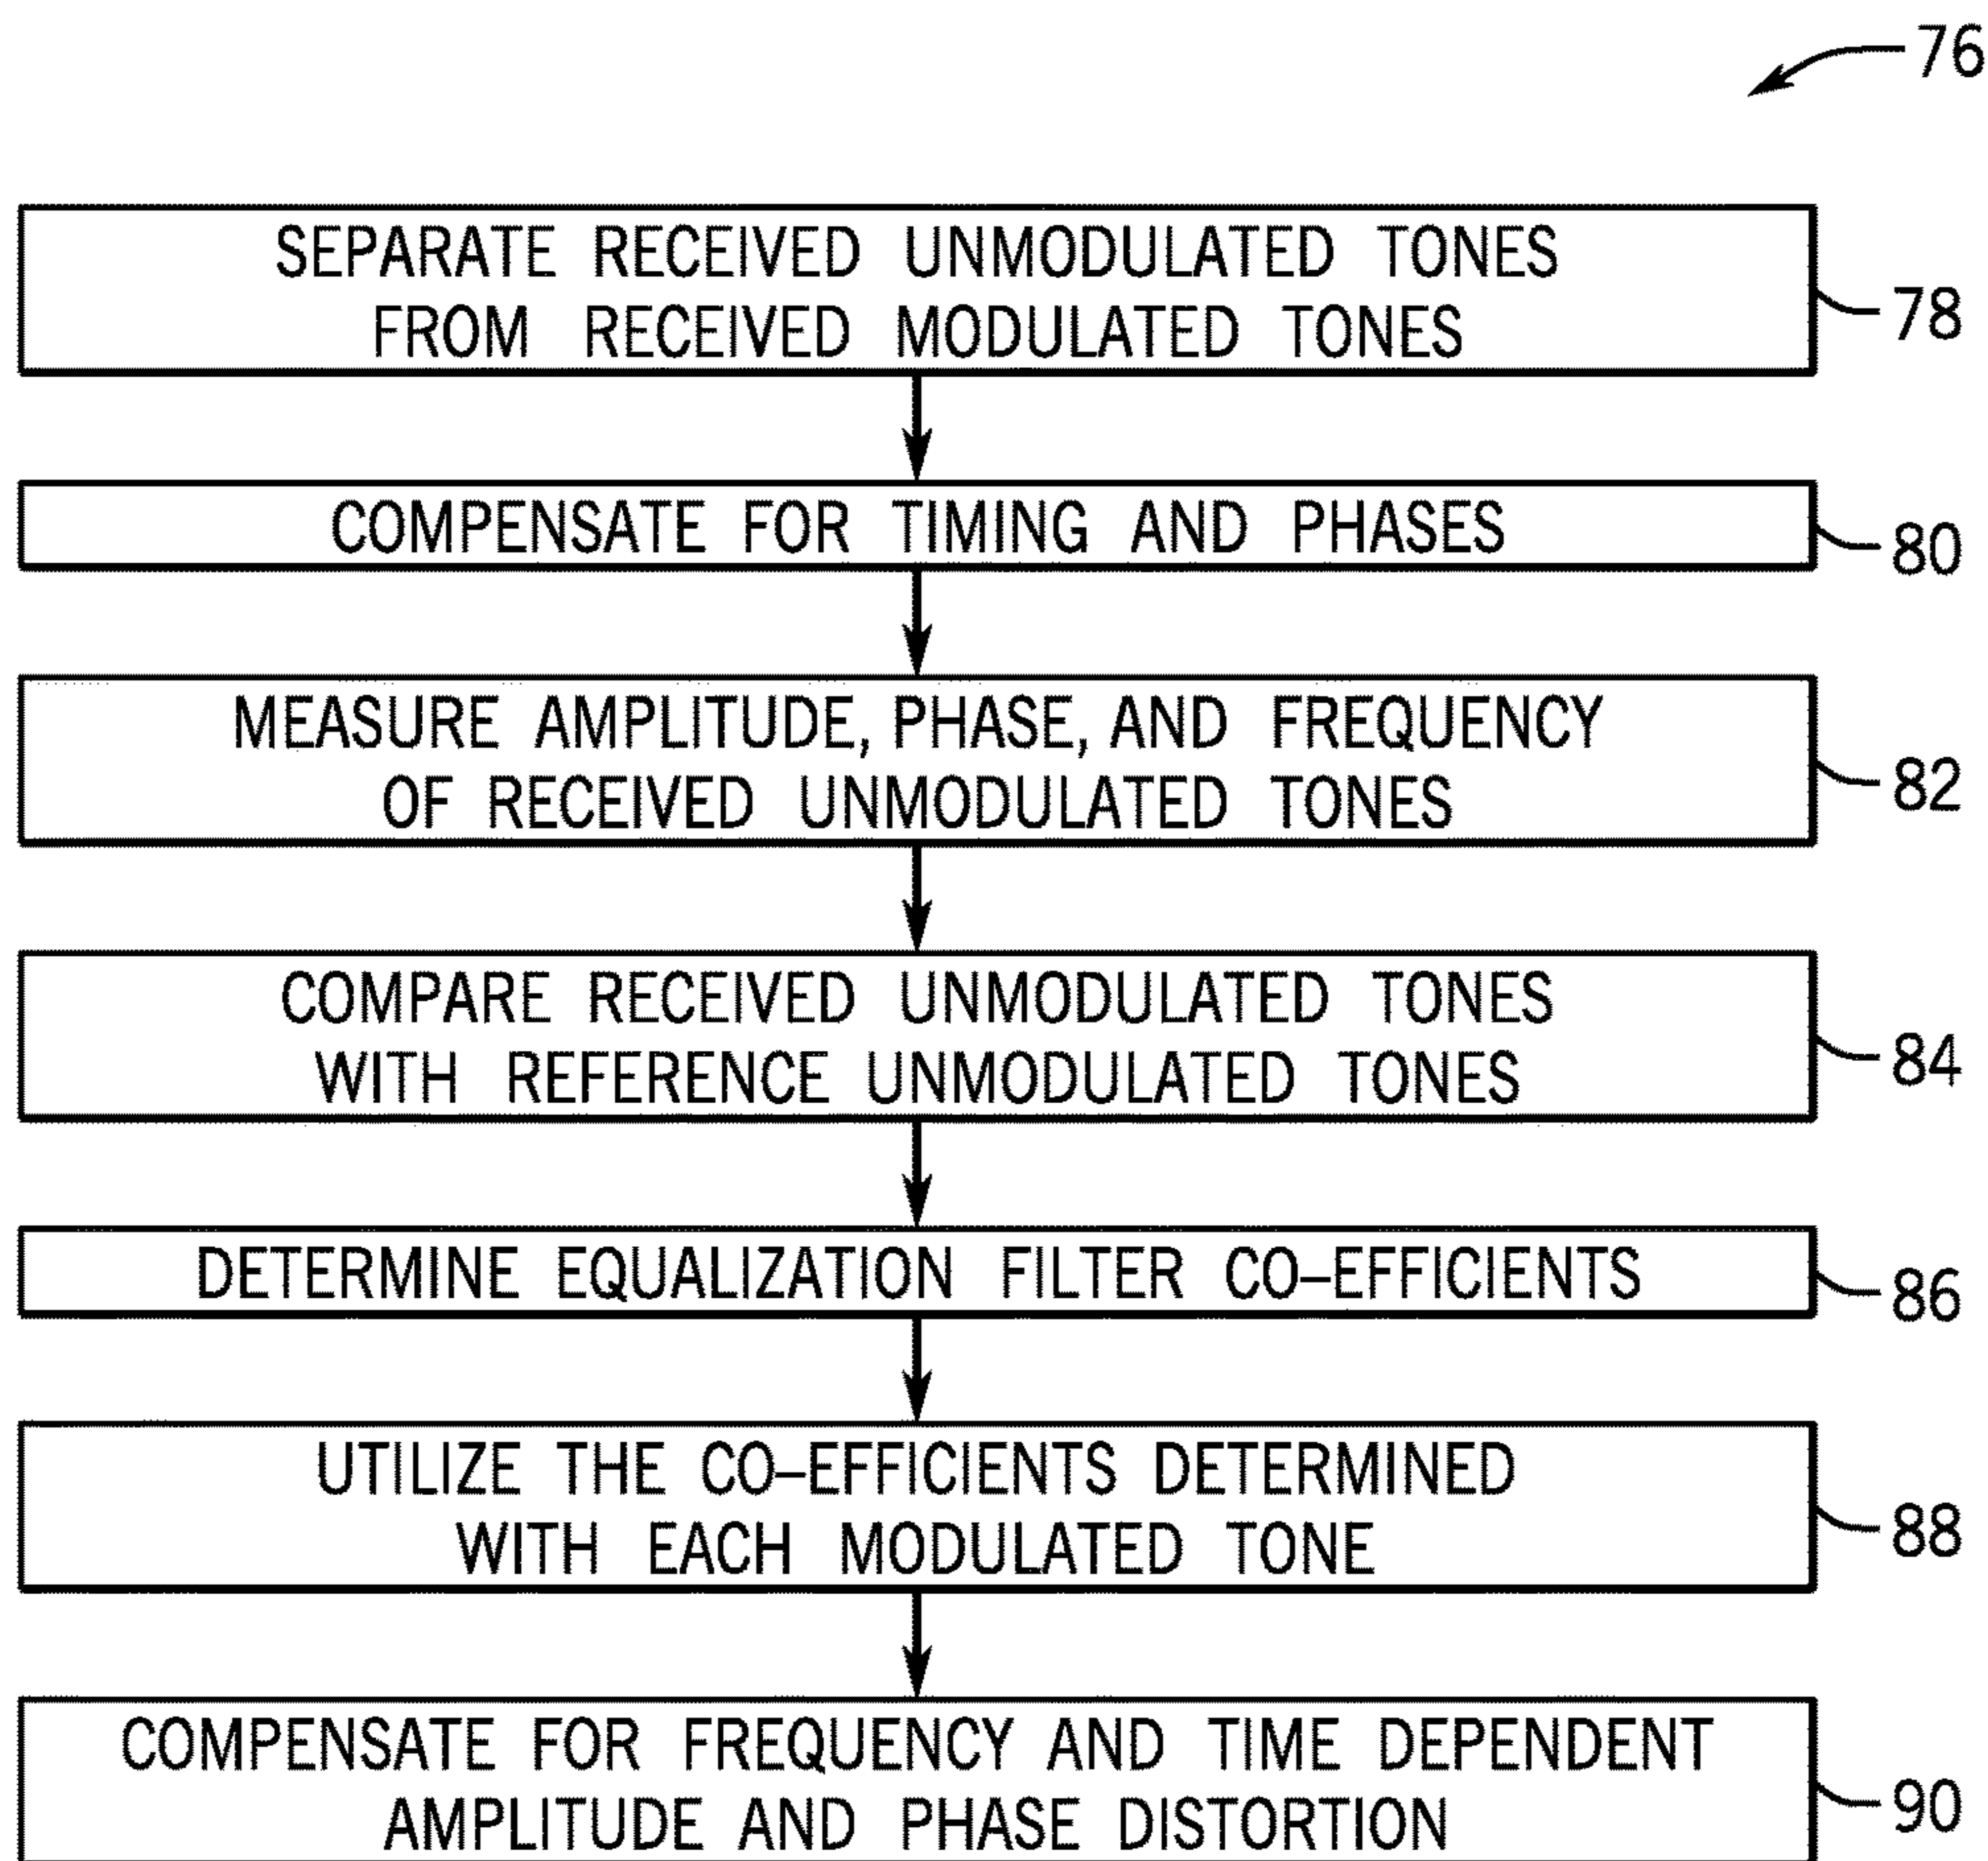 76
SEPARATE RECEIVED UNMODULATED TONES
FROM RECEIVED MODULATED TONES
78
COMPENSATE FOR TIMING AND PHASES
80
MEASURE AMPLITUDE, PHASE, AND FREQUENCY
OF RECEIVED UNMODULATED TONES
82
COMPARE RECEIVED UNMODULATED TONES
WITH REFERENCE UNMODULATED TONES
84
DETERMINE EQUALIZATION FILTER CO–EFFICIENTS
86
UTILIZE THE CO–EFFICIENTS DETERMINED
WITH EACH MODULATED TONE
88
COMPENSATE FOR FREQUENCY AND TIME DEPENDENT
AMPLITUDE AND PHASE DISTORTION
90